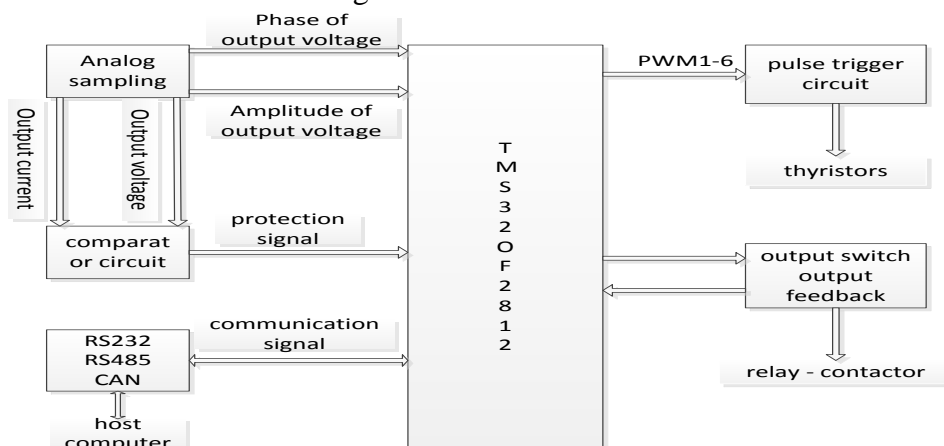 Phase of
output voltage
Analog
sampling
Amplitude of
output voltage
Output current
Output voltage
comparat
or circuit
protection
signal
RS232
RS485
CAN
communication
signal
host
computer
T
M
S
3
2
0
F
2
8
1
2
PWM1-6
pulse trigger
circuit
thyristors
output switch
output
feedback
relay - contactor